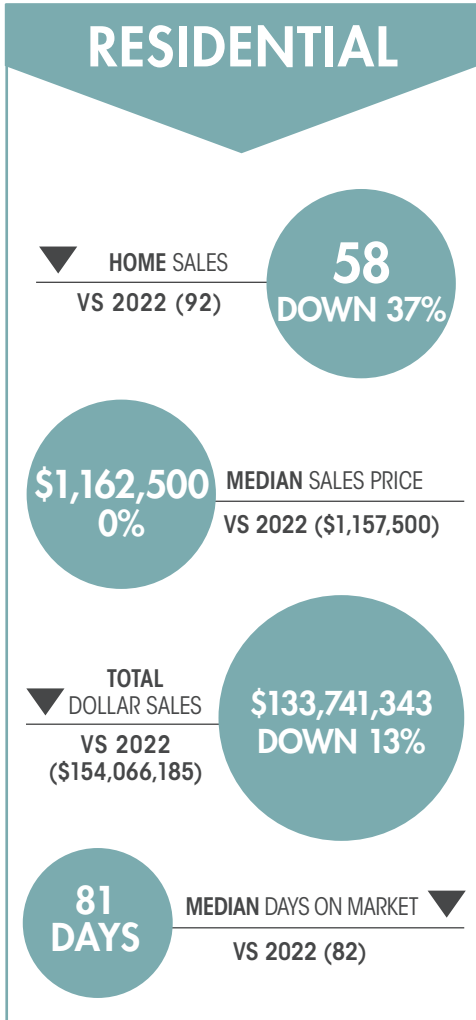 RESIDENTIAL
HOME SALES
VS 2022 (92)
58
DOWN 37%
$1,162,500
0%
MEDIAN SALES PRICE
VS 2022 ($1,157,500)
TOTAL
DOLLAR SALES
VS 2022
($154,066,185)
$133,741,343
DOWN 13%
81
DAYS
MEDIAN DAYS ON MARKET
VS 2022 (82)